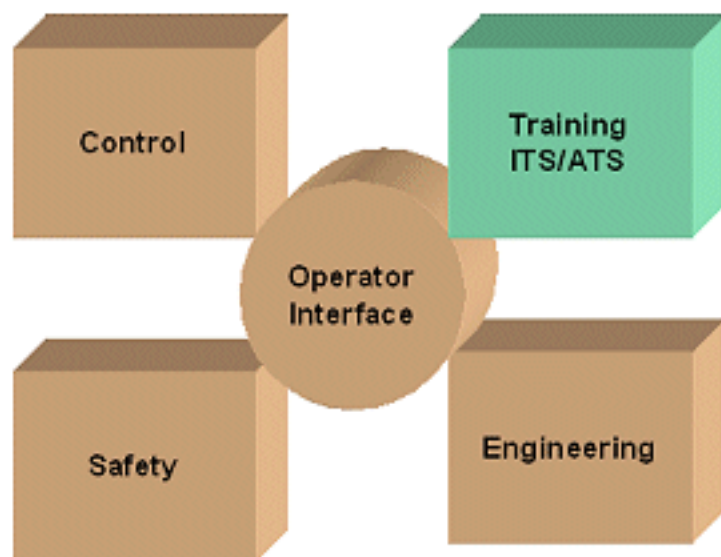 Control
Training
ITS/ATS
Operator
Interface
Safety
Engineering